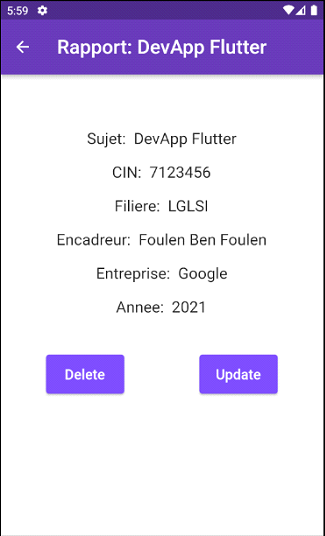 5:59
Rapport: DevApp Flutter
Sujet: DevApp Flutter
CIN: 7123456
Filiere: LGLSI
Encadreur: Foulen Ben Foulen
Entreprise: Google
Annee: 2021
Delete Update